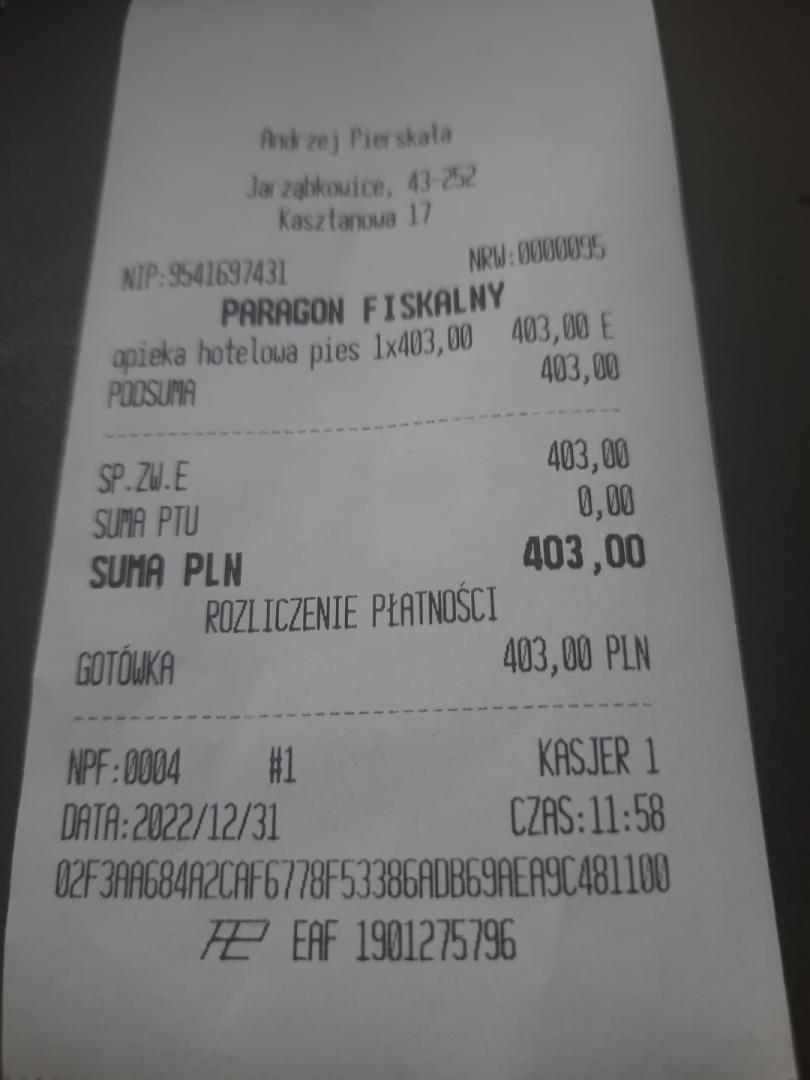 Andrzej Pierskała
Jarząbkowice, 43-252
Kasztanowa 17
NIP:9541697431 NRW:0000095
PARAGON FISKALNY
opieka hotelowa pies 1x403,00 403,00 E
PODSUMA 403,00
SP.ZW.E 403,00
SUMA PTU 0,00
SUMA PLN 403,00
ROZLICZENIE PŁATNOŚCI
GOTÓWKA 403,00 PLN
NPF:0004 #1 KASJER 1
DATA:2022/12/31 CZAS:11:58
02F3AA684A2CAF6778F53386ADB69AEA9C481100
EAF 1901275796